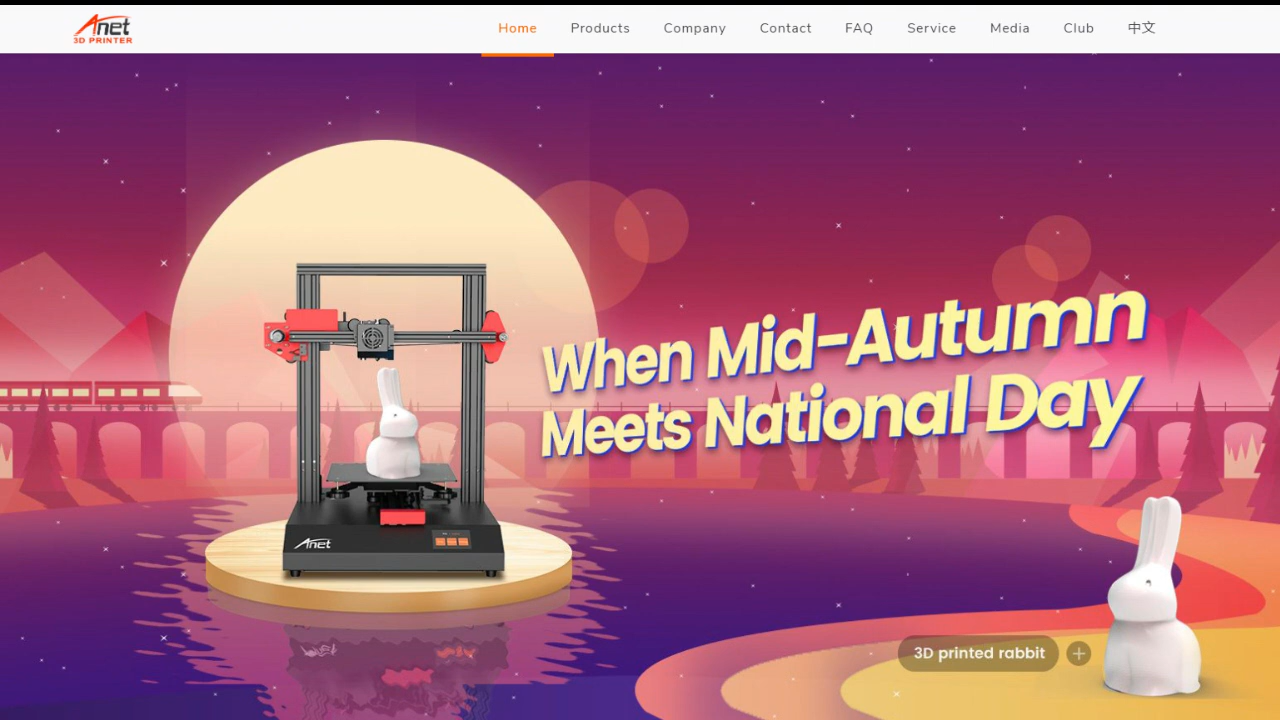 Anet
3D PRINTER
Home Products Company Contact FAQ Service Media Club 中文
When Mid-Autumn
Meets National Day
Anet
3D printed rabbit +